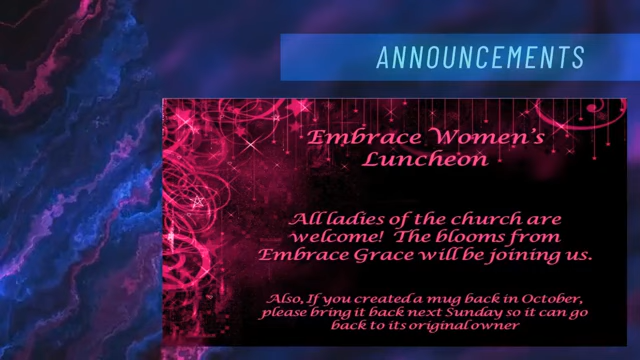 ANNOUNCEMENTS
Embrace Women's
Luncheon
All ladies of the church are
welcome! The blooms from
Embrace Grace will be joining us.
Also, If you created a mug back in October,
please bring it back next Sunday so it can go
back to its original owner